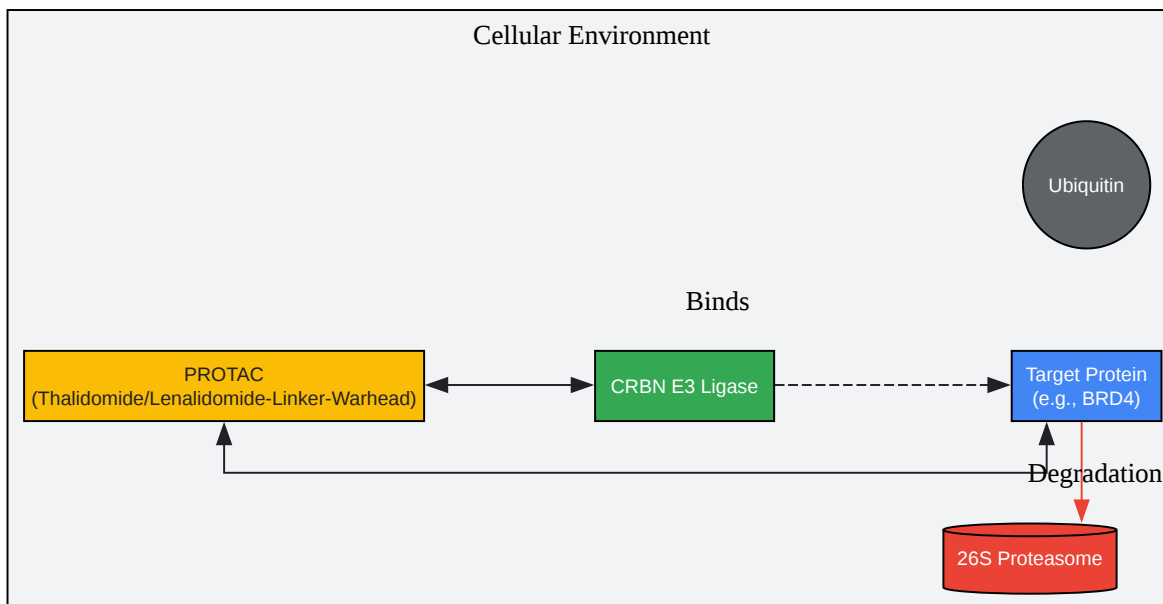 Cellular Environment
Ubiquitin
Binds
PROTAC
(Thalidomide/Lenalidomide-Linker-Warhead)
CRBN E3 Ligase
Target Protein
(e.g., BRD4)
Degradation
26S Proteasome